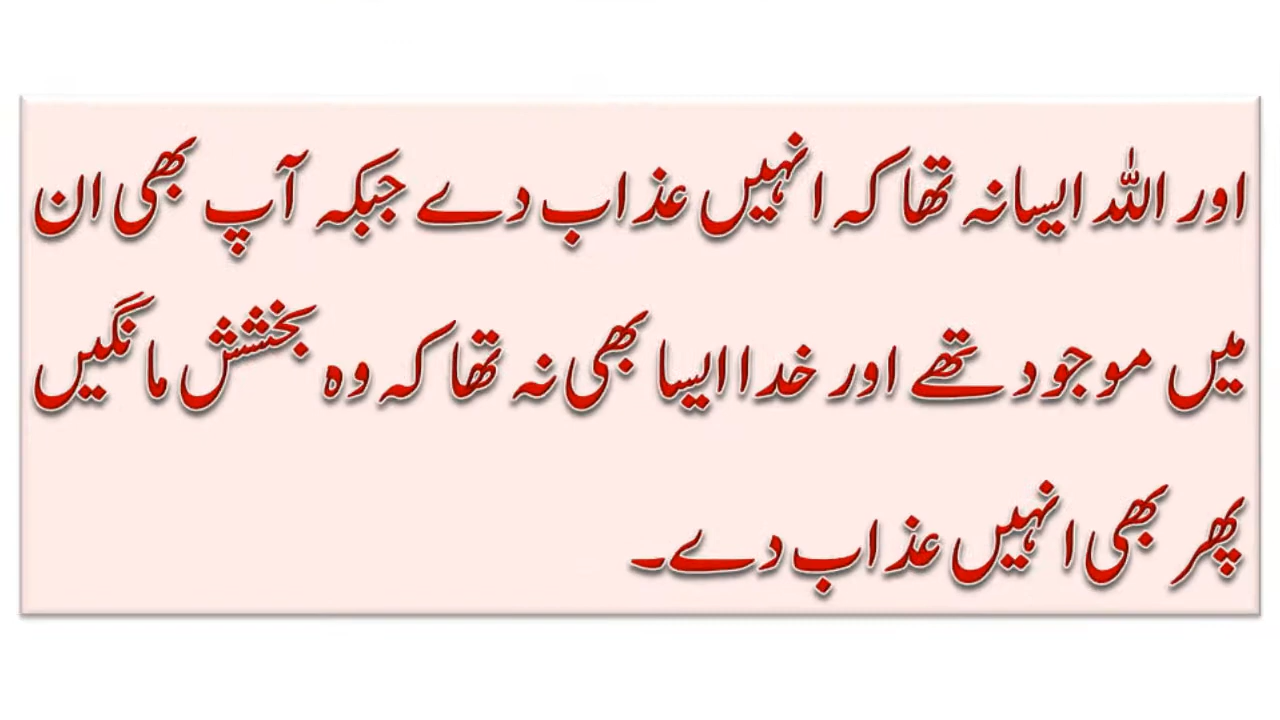 اور اللہ ایسا نہ تھا کہ انہیں عذاب دے جبکہ آپ بھی ان
میں موجود تھے اور خدا ایسا بھی نہ تھا کہ وہ بخشش مانگیں
پھر بھی انہیں عذاب دے۔